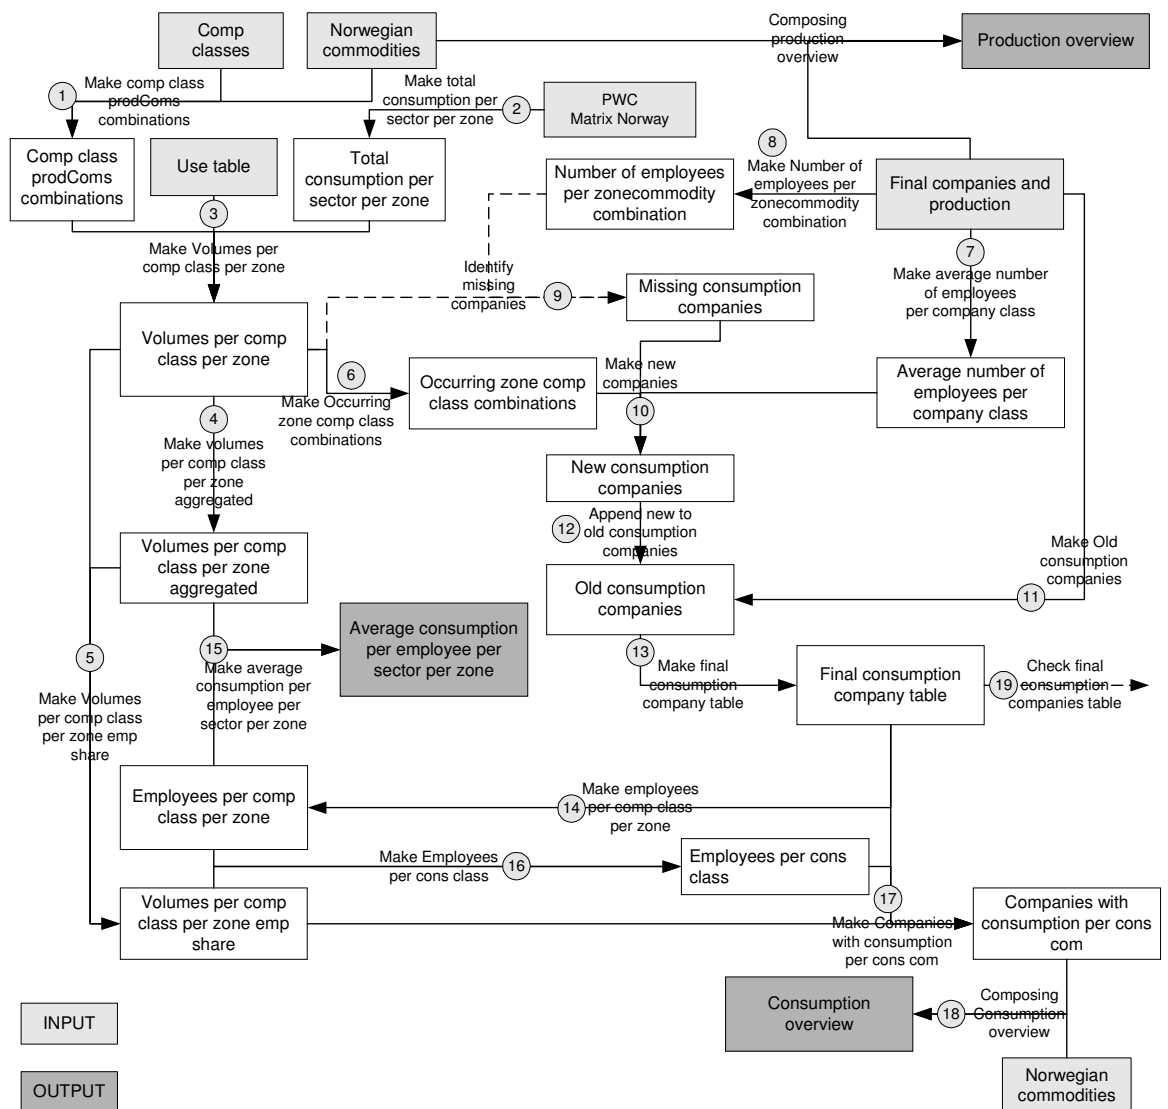 Comp
classes
Norwegian
commodities
Composing
production
overview
Production overview
1
Make comp class
prodComs
combinations
Make total
consumption per
sector per zone
2
PWC
Matrix Norway
Comp class
prodComs
combinations
Use table
Total
consumption per
sector per zone
Number of employees
per zonecommodity
combination
8
Make Number of
employees per
zonecommodity
combination
Final companies and
production
3
Make Volumes per
comp class per zone
7
Make average number
of employees
per company class
Identify
missing
companies
9
Missing consumption
companies
Volumes per comp
class per zone
6
Make Occurring
zone comp class
combinations
Occurring zone comp
class combinations
Make new
companies
10
Average number of
employees per
company class
4
Make volumes
per comp class
per zone
aggregated
New consumption
companies
12
Append new to
old consumption
companies
Volumes per comp
class per zone
aggregated
Old consumption
companies
Make Old
consumption
companies
11
5
Make Volumes
per comp class
per zone emp
share
15
Make average
consumption per
employee per
sector per zone
Average consumption
per employee per
sector per zone
13
Make final
consumption
company table
Final consumption
company table
19
Check final
consumption
companies table
Employees per comp
class per zone
14
Make employees
per comp class
per zone
Make Employees
per cons class
16
Employees per cons
class
Volumes per comp
class per zone emp
share
17
Make Companies
with consumption
per cons com
Companies with
consumption per cons
com
INPUT
Consumption
overview
18
Composing
Consumption
overview
OUTPUT
Norwegian
commodities